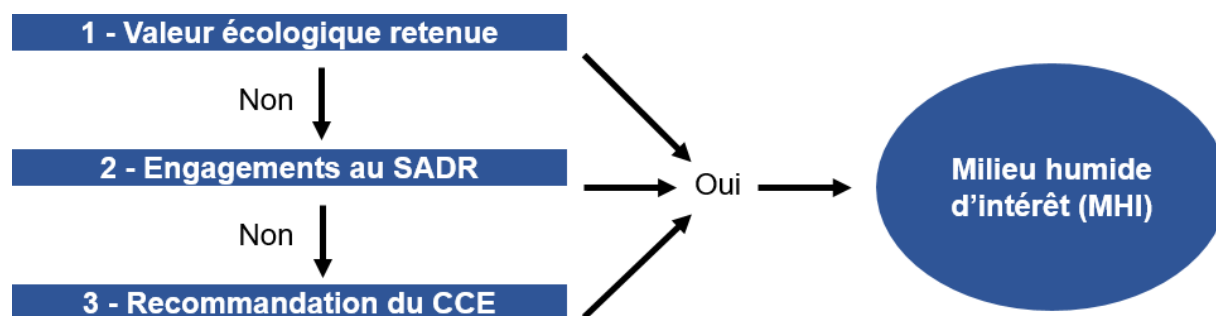 1 - Valeur écologique retenue
Non
2 - Engagements au SADR
Oui
Milieu humide
d’intérêt (MHI)
Non
3 - Recommandation du CCE